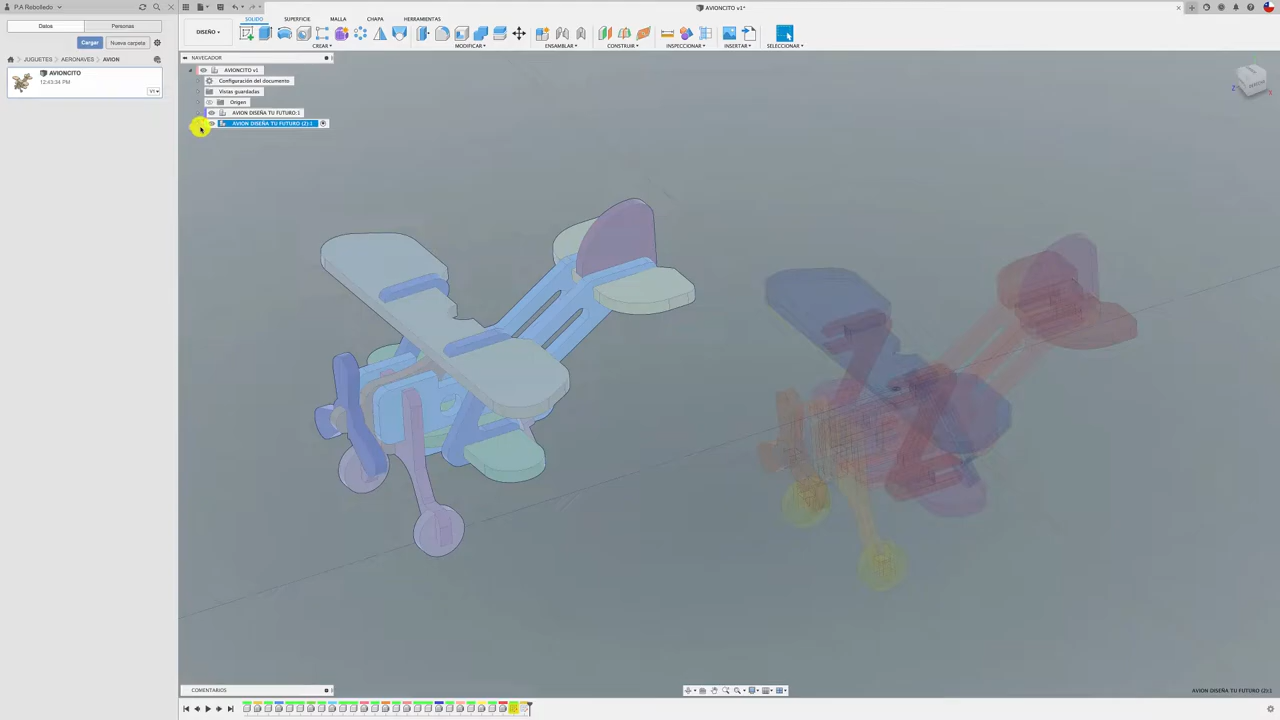 P.A Rebolledo
AVIONCITO v1*
Datos
Personas
Cargar
Nueva carpeta
JUGUETES
AERONAVES
AVION
AVIONCITO
12:43:34 PM
V1
DISEÑO
SOLIDO
SUPERFICIE
MALLA
CHAPA
HERRAMIENTAS
CREAR
MODIFICAR
ENSAMBLAR
CONSTRUIR
INSPECCIONAR
INSERTAR
SELECCIONAR
NAVEGADOR
AVIONCITO v1
Configuración del documento
Vistas guardadas
Origen
AVION DISEÑA TU FUTURO:1
AVION DISEÑA TU FUTURO (2):1
Z
COMENTARIOS
AVION DISEÑA TU FUTURO (2):1